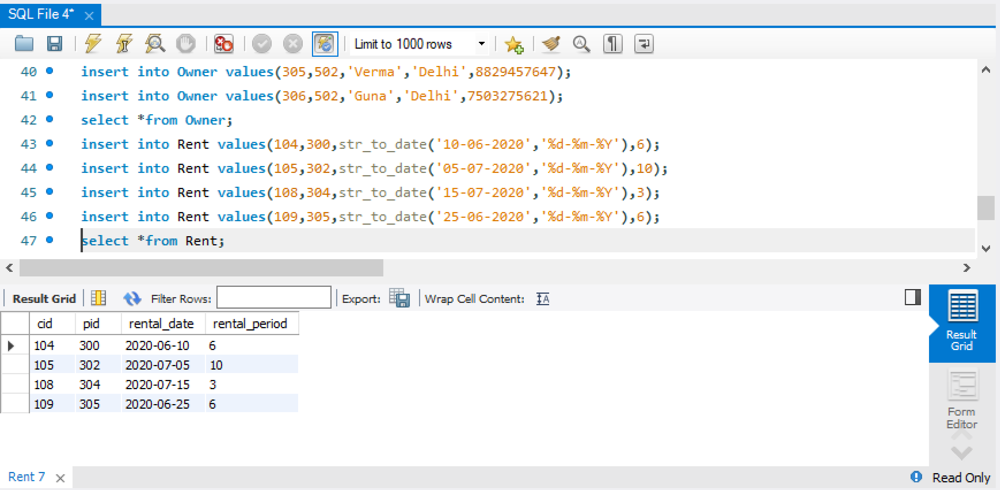 SQL File 4*
Limit to 1000 rows
40 insert into Owner values(305,502,'Verma','Delhi',8829457647);
41 insert into Owner values(306,502,'Guna','Delhi',7503275621);
42 select *from Owner;
43 insert into Rent values(104,300,str_to_date('10-06-2020','%d-%m-%Y'),6);
44 insert into Rent values(105,302,str_to_date('05-07-2020','%d-%m-%Y'),10);
45 insert into Rent values(108,304,str_to_date('15-07-2020','%d-%m-%Y'),3);
46 insert into Rent values(109,305,str_to_date('25-06-2020','%d-%m-%Y'),6);
47 select *from Rent;
Result Grid Filter Rows: Export: Wrap Cell Content:
cid pid rental_date rental_period
104 300 2020-06-10 6
105 302 2020-07-05 10
108 304 2020-07-15 3
109 305 2020-06-25 6
Result
Grid
Form
Editor
Rent 7
Read Only